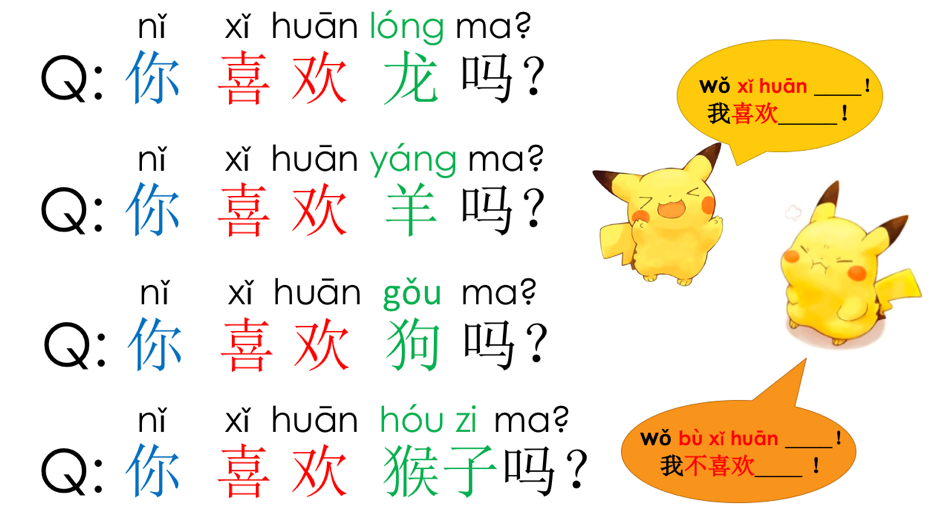 nǐ xǐ huān lóng ma?
Q: 你 喜 欢 龙 吗?
nǐ xǐ huān yáng ma?
Q: 你 喜 欢 羊 吗?
nǐ xǐ huān gǒu ma?
Q: 你 喜 欢 狗 吗?
nǐ xǐ huān hóu zi ma?
Q: 你 喜 欢 猴子吗?
wǒ xǐ huān ____!
我喜欢_____!
wǒ bù xǐ huān ____!
我不喜欢____!